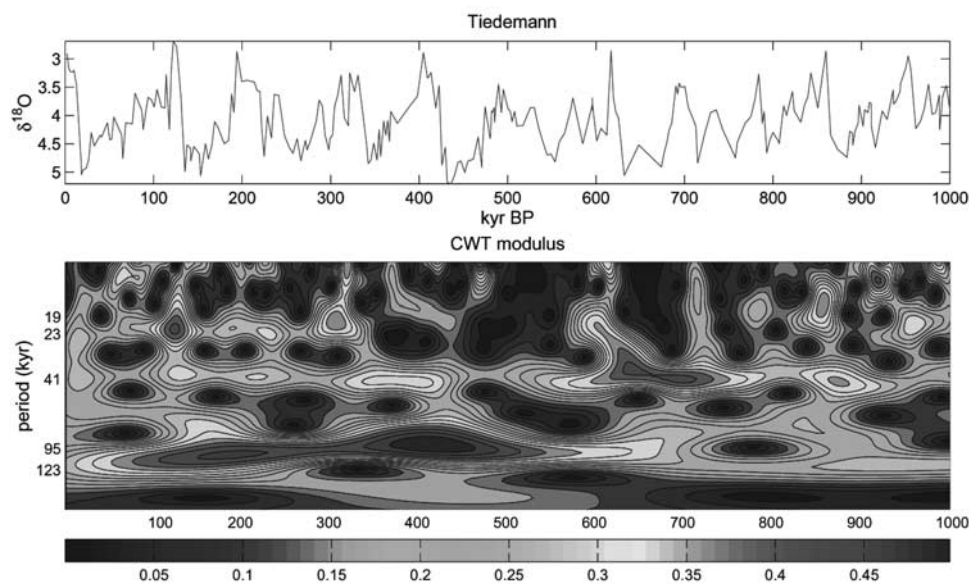 Tiedemann
3
3.5
4
4.5
5
δ18O
0 100 200 300 400 500 600 700 800 900 1000
kyr BP
CWT modulus
19
23
41
95
123
period (kyr)
100 200 300 400 500 600 700 800 900 1000
0.05 0.1 0.15 0.2 0.25 0.3 0.35 0.4 0.45